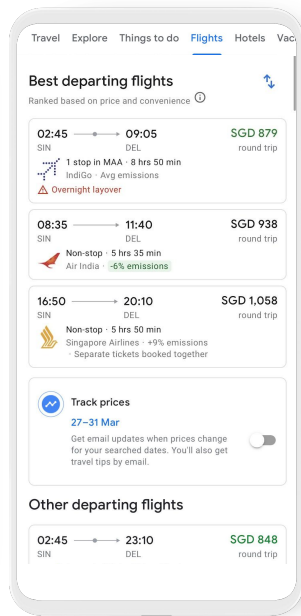 Travel Explore Things to do Flights Hotels
Best departing flights
Ranked based on price and convenience
02:45 09:05 SGD 879
SIN DEL round trip
1 stop in MAA · 8 hrs 50 min
IndiGo · Avg emissions
Overnight layover
08:35 11:40 SGD 938
SIN DEL round trip
Non-stop · 5 hrs 35 min
Air India · -6% emissions
16:50 20:10 SGD 1,058
SIN DEL round trip
Non-stop · 5 hrs 50 min
Singapore Airlines · +9% emissions
· Separate tickets booked together
Track prices
27–31 Mar
Get email updates when prices change
for your searched dates. You'll also get
travel tips by email.
Other departing flights
02:45 23:10 SGD 848
SIN DEL round trip